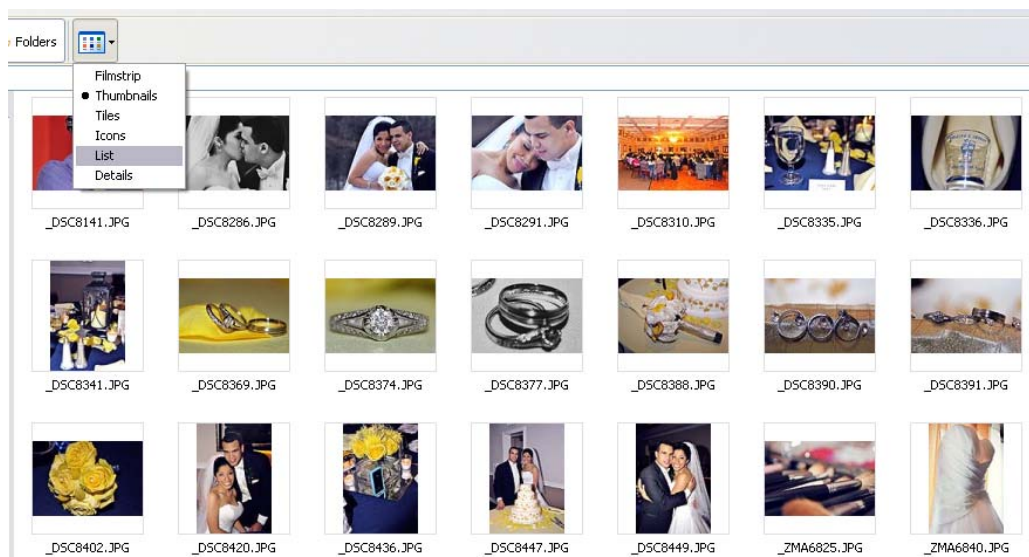 Folders
Filmstrip
Thumbnails
Tiles
Icons
List
Details
_DSC8141.JPG _DSC8286.JPG _DSC8289.JPG _DSC8291.JPG _DSC8310.JPG _DSC8335.JPG _DSC8336.JPG
_DSC8341.JPG _DSC8369.JPG _DSC8374.JPG _DSC8377.JPG _DSC8388.JPG _DSC8390.JPG _DSC8391.JPG
_DSC8402.JPG _DSC8420.JPG _DSC8436.JPG _DSC8447.JPG _DSC8449.JPG _ZMA6825.JPG _ZMA6840.JPG